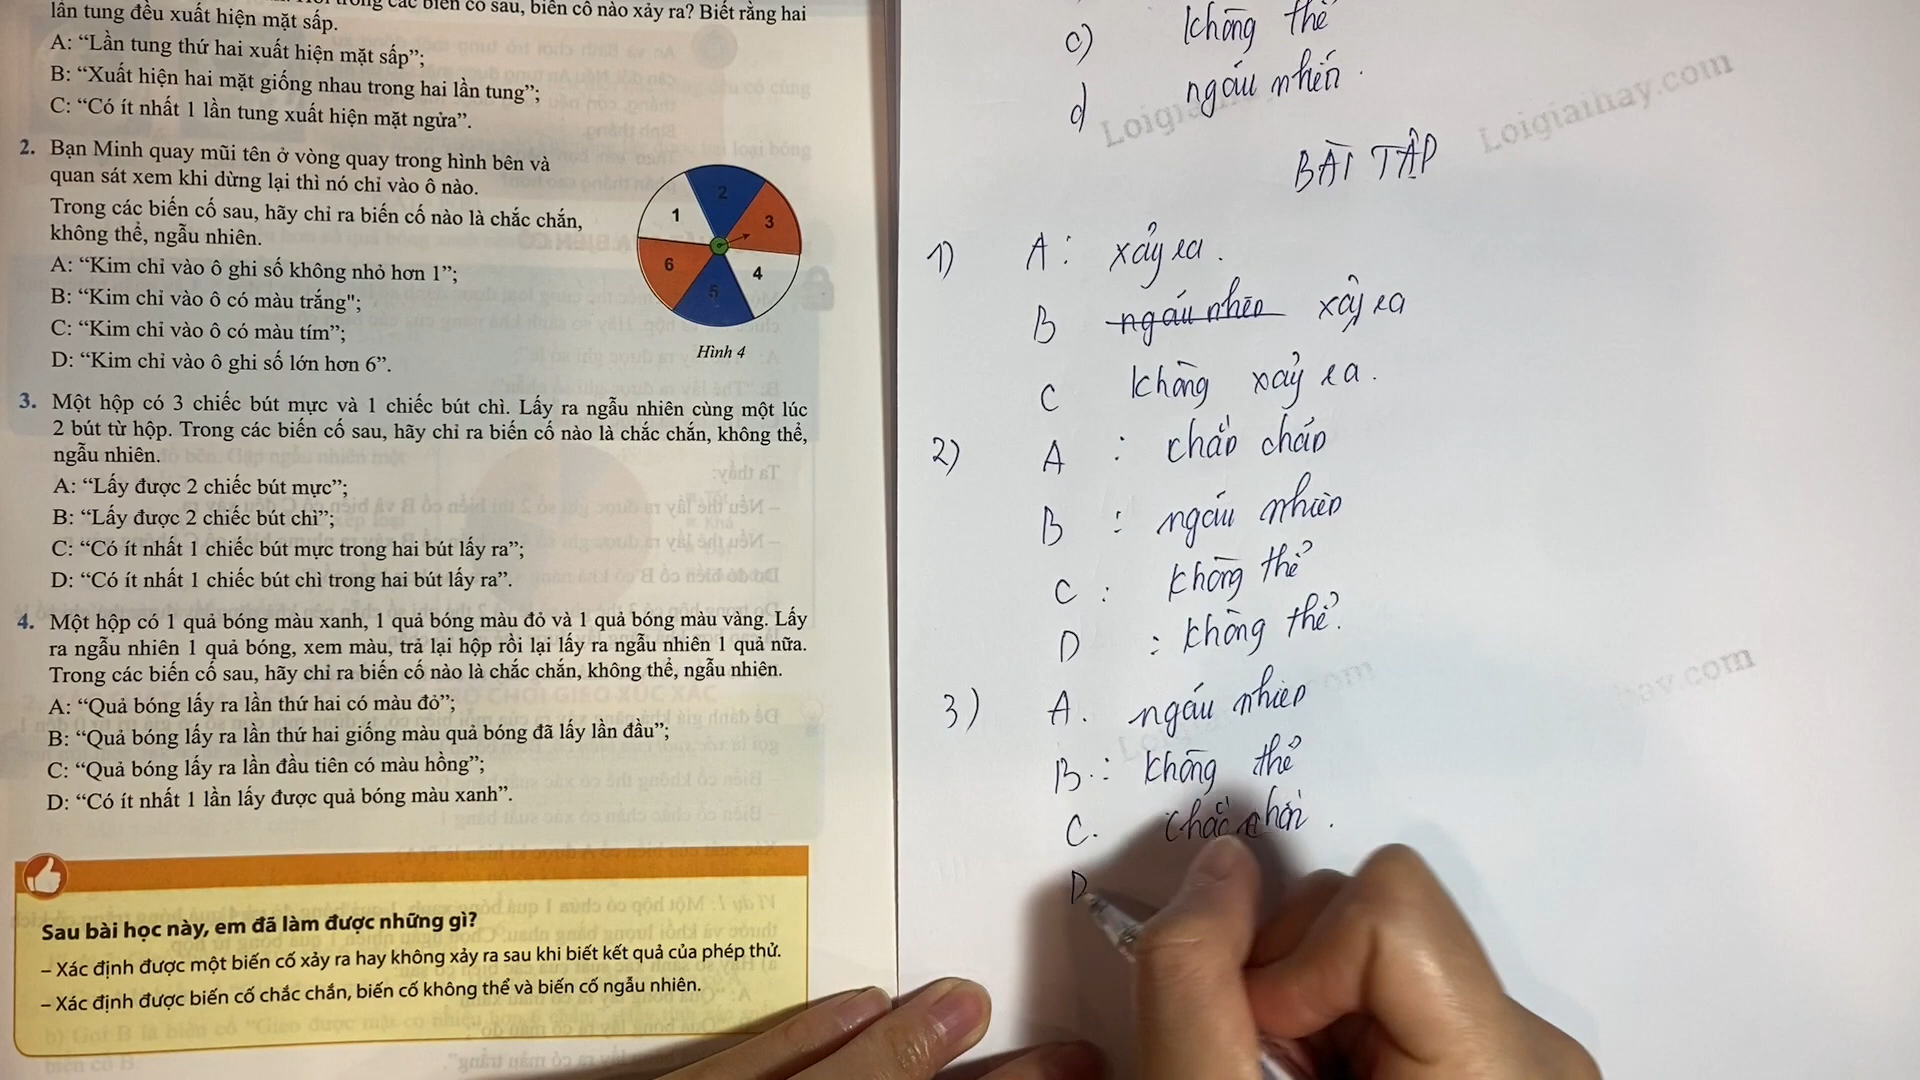 trong các biến cố sau, biến cố nào xảy ra? Biết rằng hai
lần tung đều xuất hiện mặt sấp.
A: “Lần tung thứ hai xuất hiện mặt sấp”;
B: “Xuất hiện hai mặt giống nhau trong hai lần tung”;
C: “Có ít nhất 1 lần tung xuất hiện mặt ngửa”.
2. Bạn Minh quay mũi tên ở vòng quay trong hình bên và
quan sát xem khi dừng lại thì nó chỉ vào ô nào.
Trong các biến cố sau, hãy chỉ ra biến cố nào là chắc chắn,
không thể, ngẫu nhiên.
A: “Kim chỉ vào ô ghi số không nhỏ hơn 1”;
B: “Kim chỉ vào ô có màu trắng";
C: “Kim chỉ vào ô có màu tím”;
D: “Kim chỉ vào ô ghi số lớn hơn 6”.
1
2
3
4
5
6
Hình 4
3. Một hộp có 3 chiếc bút mực và 1 chiếc bút chì. Lấy ra ngẫu nhiên cùng một lúc
2 bút từ hộp. Trong các biến cố sau, hãy chỉ ra biến cố nào là chắc chắn, không thể,
ngẫu nhiên.
A: “Lấy được 2 chiếc bút mực”;
B: “Lấy được 2 chiếc bút chì”;
C: “Có ít nhất 1 chiếc bút mực trong hai bút lấy ra”;
D: “Có ít nhất 1 chiếc bút chì trong hai bút lấy ra”.
4. Một hộp có 1 quả bóng màu xanh, 1 quả bóng màu đỏ và 1 quả bóng màu vàng. Lấy
ra ngẫu nhiên 1 quả bóng, xem màu, trả lại hộp rồi lại lấy ra ngẫu nhiên 1 quả nữa.
Trong các biến cố sau, hãy chỉ ra biến cố nào là chắc chắn, không thể, ngẫu nhiên.
A: “Quả bóng lấy ra lần thứ hai có màu đỏ”;
B: “Quả bóng lấy ra lần thứ hai giống màu quả bóng đã lấy lần đầu”;
C: “Quả bóng lấy ra lần đầu tiên có màu hồng”;
D: “Có ít nhất 1 lần lấy được quả bóng màu xanh”.
Sau bài học này, em đã làm được những gì?
– Xác định được một biến cố xảy ra hay không xảy ra sau khi biết kết quả của phép thử.
– Xác định được biến cố chắc chắn, biến cố không thể và biến cố ngẫu nhiên.
c) không thể
d ngẫu nhiên.
Loigiaihay.com
BÀI TẬP
1) A: xảy ra.
B ngẫu nhiên xảy ra
C không xảy ra.
2) A : chắn chắn
B : ngẫu nhiên
C : không thể
D : không thể.
3) A. ngẫu nhiên
B : không thể
C. chắc chắn.
D